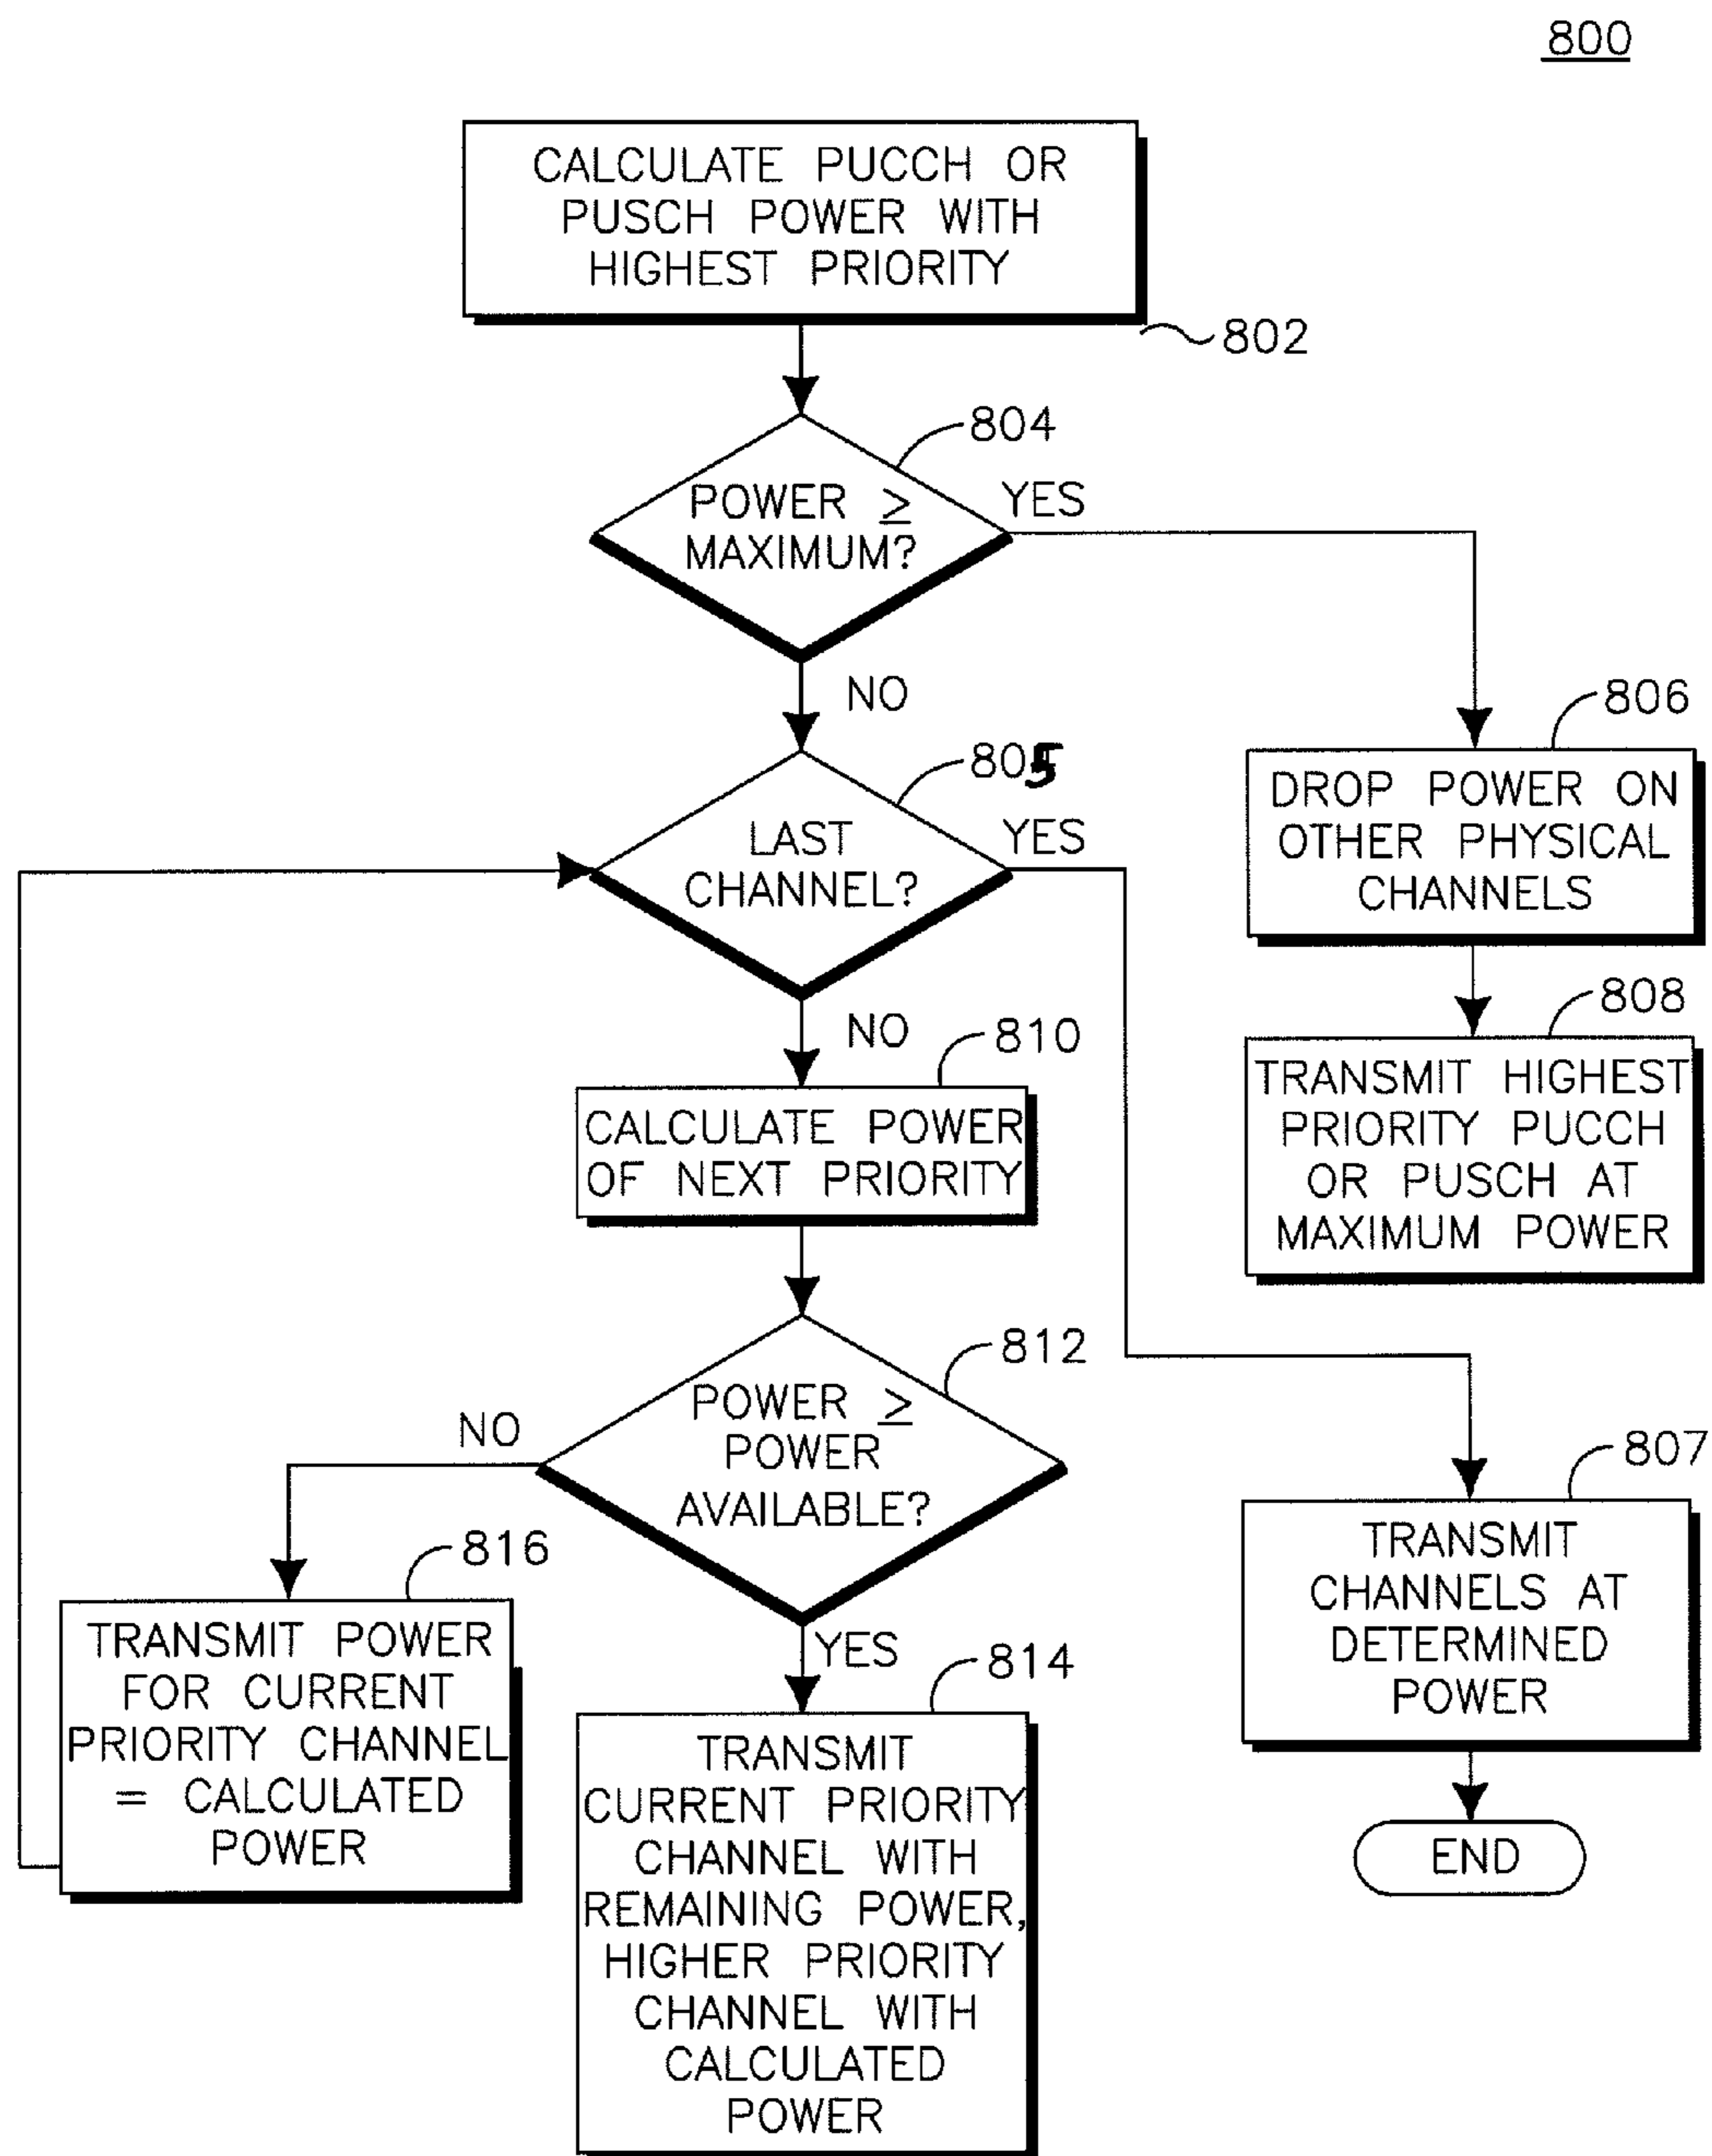 800
CALCULATE PUCCH OR
PUSCH POWER WITH
HIGHEST PRIORITY
802
804
POWER ≥
MAXIMUM?
YES
NO
805
LAST
CHANNEL?
YES
NO
806
DROP POWER ON
OTHER PHYSICAL
CHANNELS
808
TRANSMIT HIGHEST
PRIORITY PUCCH
OR PUSCH AT
MAXIMUM POWER
810
CALCULATE POWER
OF NEXT PRIORITY
812
POWER ≥
POWER
AVAILABLE?
NO
YES
816
TRANSMIT POWER
FOR CURRENT
PRIORITY CHANNEL
= CALCULATED
POWER
814
TRANSMIT
CURRENT PRIORITY
CHANNEL WITH
REMAINING POWER,
HIGHER PRIORITY
CHANNEL WITH
CALCULATED
POWER
807
TRANSMIT
CHANNELS AT
DETERMINED
POWER
END